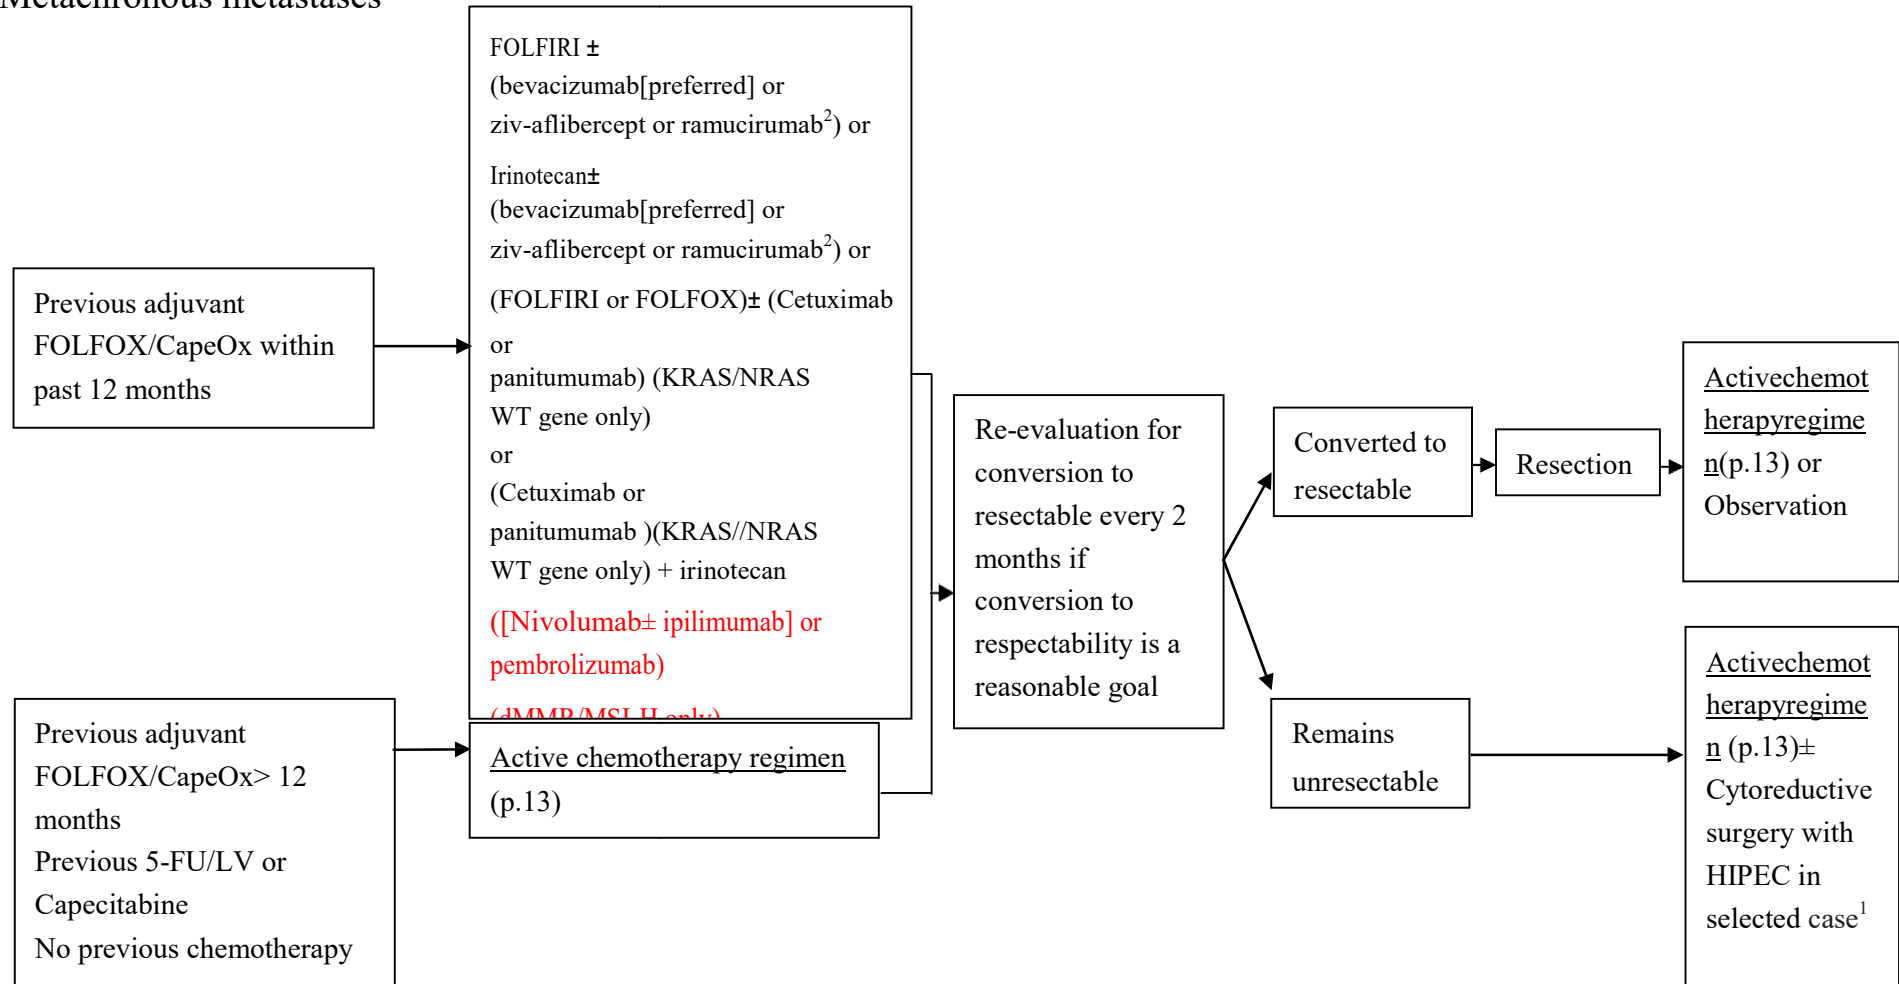 Metachronous metastases
FOLFIRI ±
(bevacizumab[preferred] or
ziv-aflibercept or ramucirumab2) or
Irinotecan±
(bevacizumab[preferred] or
ziv-aflibercept or ramucirumab2) or
(FOLFIRI or FOLFOX)± (Cetuximab
or
panitumumab) (KRAS/NRAS
WT gene only)
or
(Cetuximab or
panitumumab )(KRAS//NRAS
WT gene only) + irinotecan
([Nivolumab± ipilimumab] or
pembrolizumab)
(dMMR/MSI-H only)
Previous adjuvant
FOLFOX/CapeOx within
past 12 months
Previous adjuvant
FOLFOX/CapeOx> 12
months
Previous 5-FU/LV or
Capecitabine
No previous chemotherapy
Active chemotherapy regimen
(p.13)
Re-evaluation for
conversion to
resectable every 2
months if
conversion to
respectability is a
reasonable goal
Converted to
resectable
Resection
Activechemot
herapyregime
n(p.13) or
Observation
Remains
unresectable
Activechemot
herapyregime
n (p.13)±
Cytoreductive
surgery with
HIPEC in
selected case1